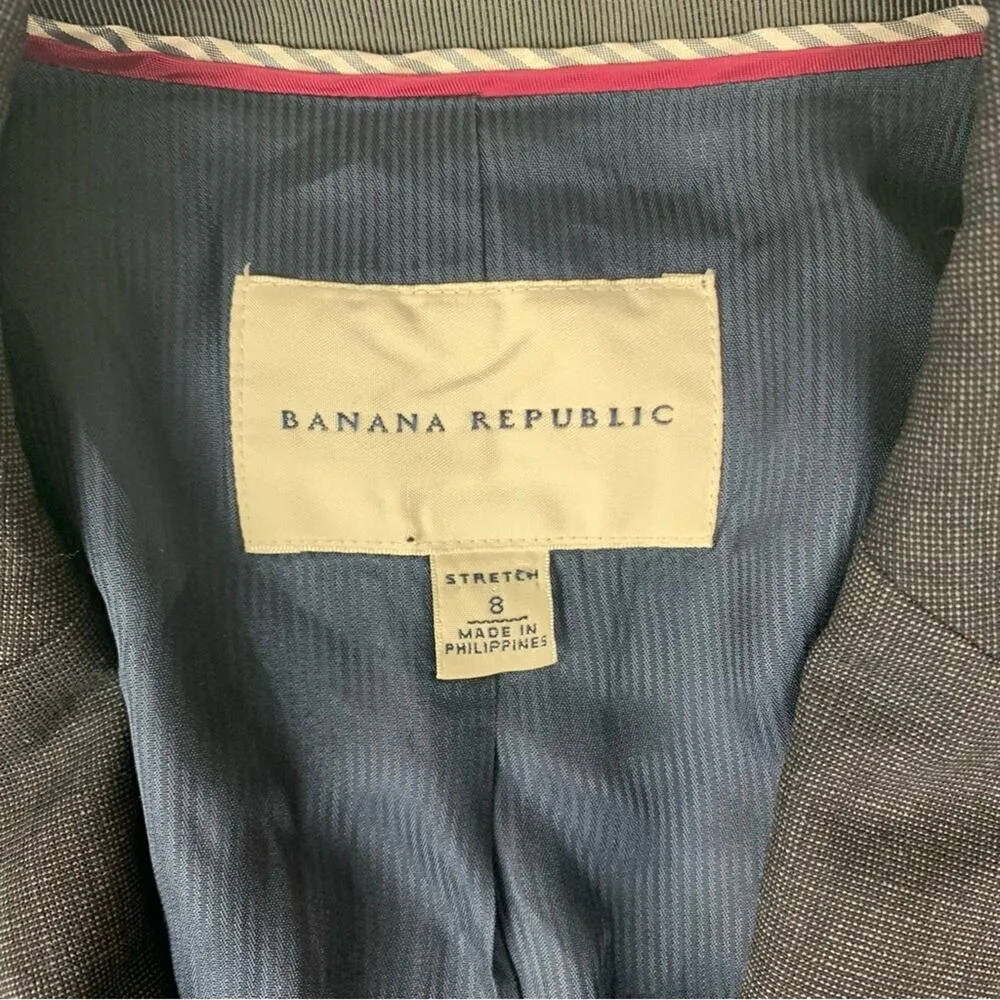 BANANA REPUBLIC
STRETCH
8
MADE IN
PHILIPPINES